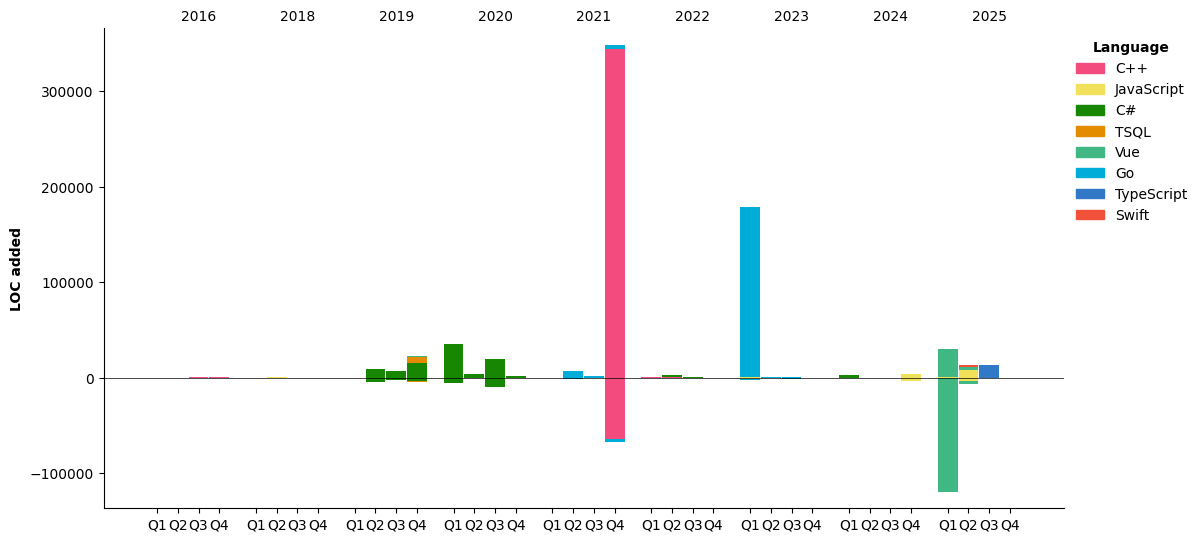 2016 2018 2019 2020 2021 2022 2023 2024 2025
Language
C++
JavaScript
C#
TSQL
Vue
Go
TypeScript
Swift
LOC added
300000
200000
100000
0
−100000
Q1 Q2 Q3 Q4 Q1 Q2 Q3 Q4 Q1 Q2 Q3 Q4 Q1 Q2 Q3 Q4 Q1 Q2 Q3 Q4 Q1 Q2 Q3 Q4 Q1 Q2 Q3 Q4 Q1 Q2 Q3 Q4 Q1 Q2 Q3 Q4